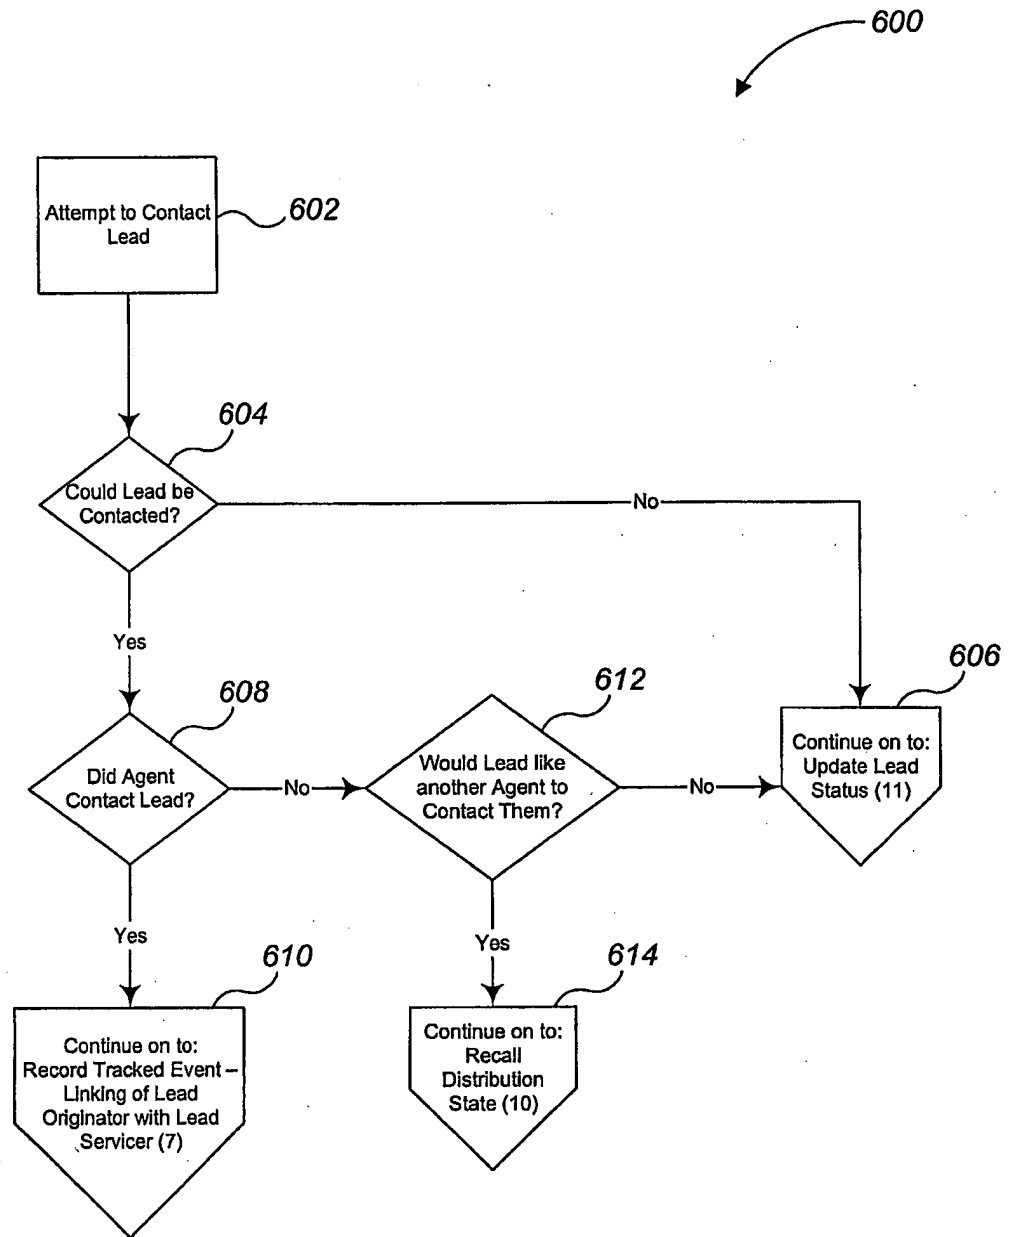 600
Attempt to Contact
Lead
602
604
Could Lead be
Contacted?
No
Yes
606
608
612
Did Agent
Contact Lead?
No
Would Lead like
another Agent to
Contact Them?
No
Continue on to:
Update Lead
Status (11)
Yes
Yes
610
614
Continue on to:
Record Tracked Event –
Linking of Lead
Originator with Lead
Servicer (7)
Continue on to:
Recall
Distribution
State (10)